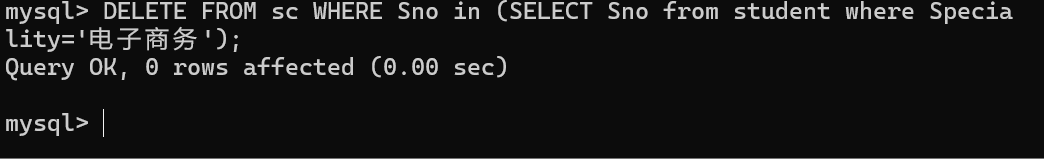 mysql> DELETE FROM sc WHERE Sno in (SELECT Sno from student where Specia
lity='电子商务');
Query OK, 0 rows affected (0.00 sec)
mysql>